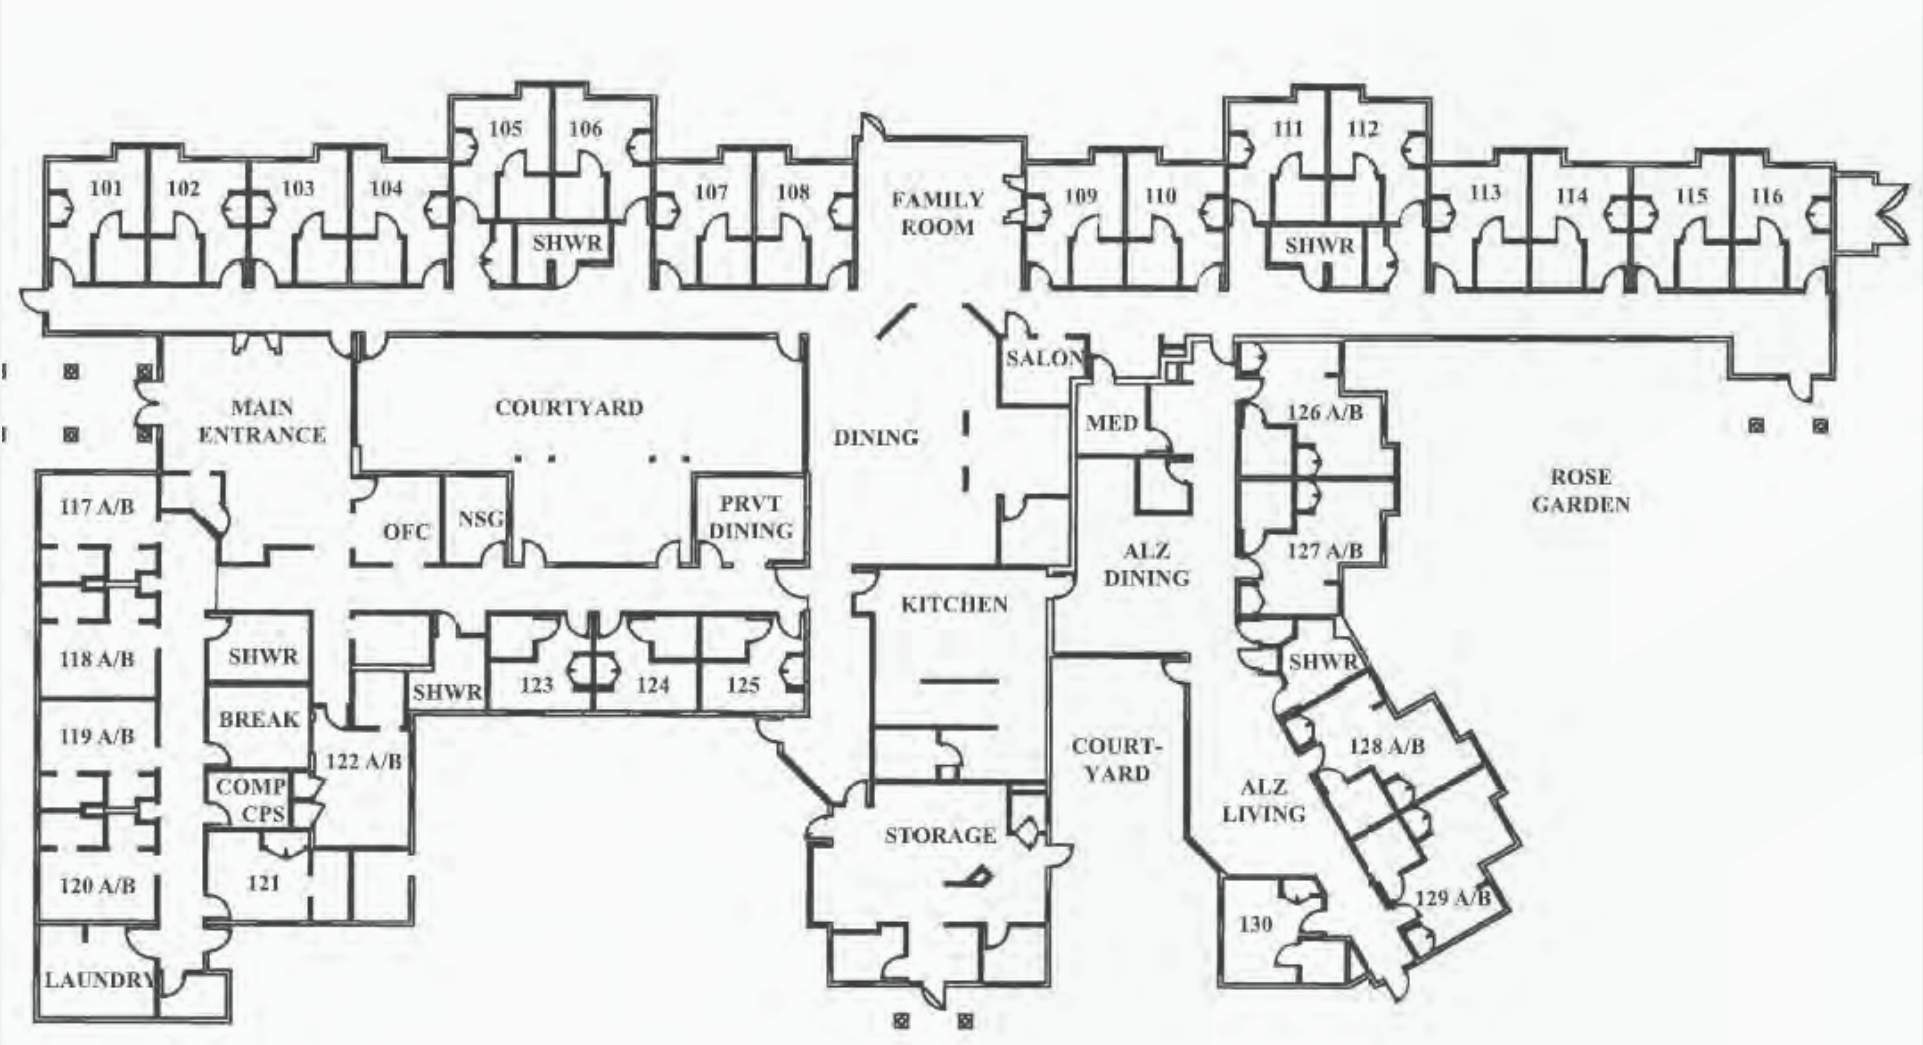 105
106
111
112
101
102
103
104
107
108
FAMILY
ROOM
109
110
113
114
115
116
SHWR
SHWR
SALON
MAIN
ENTRANCE
COURTYARD
DINING
MED
126 A/B
ROSE
GARDEN
117 A/B
OFC
NSG
PRVT
DINING
ALZ
DINING
127 A/B
KITCHEN
118 A/B
SHWR
SHWR
123
124
125
SHWR
119 A/B
BREAK
122 A/B
COURT-
YARD
128 A/B
COMP
CPS
ALZ
LIVING
STORAGE
120 A/B
121
129 A/B
130
LAUNDRY